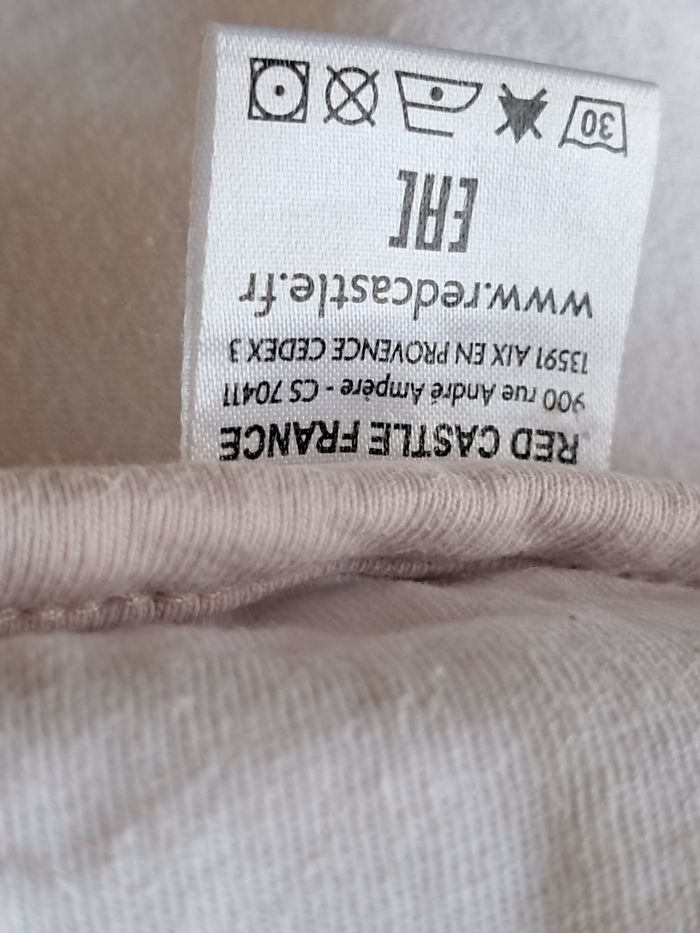 RED CASTLE FRANCE
900 rue André Ampère - CS 70411
13591 AIX EN PROVENCE CEDEX 3
www.redcastle.fr
EAC
30